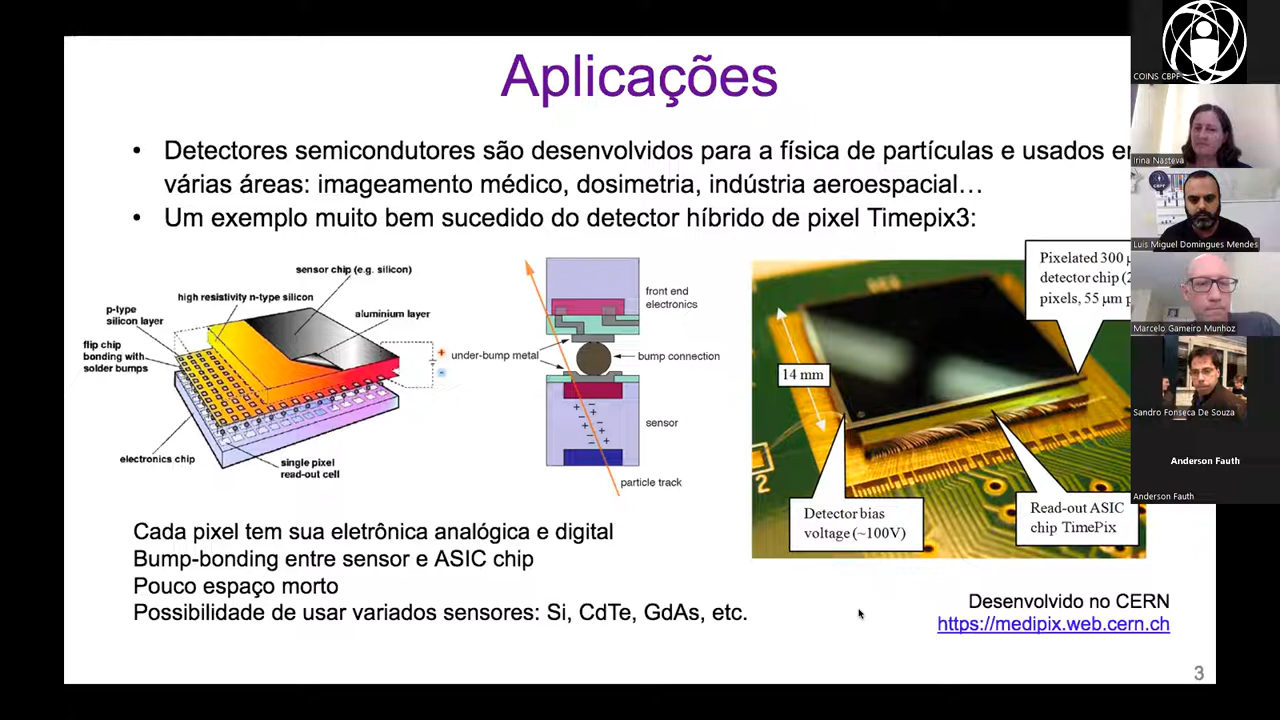 Aplicações
• Detectores semicondutores são desenvolvidos para a física de partículas e usados
várias áreas: imageamento médico, dosimetria, indústria aeroespacial…
• Um exemplo muito bem sucedido do detector híbrido de pixel Timepix3:
sensor chip (e.g. silicon)
high resistivity n-type silicon
p-type
silicon layer
aluminium layer
flip chip
bonding with
solder bumps
electronics chip
single pixel
read-out cell
front end
electronics
under-bump metal
bump connection
sensor
particle track
Pixelated 300
detector chip
pixels, 55 μm
14 mm
2
Detector bias
voltage (~100V)
Read-out ASIC
chip TimePix
Cada pixel tem sua eletrônica analógica e digital
Bump-bonding entre sensor e ASIC chip
Pouco espaço morto
Possibilidade de usar variados sensores: Si, CdTe, GdAs, etc.
Desenvolvido no CERN
https://medipix.web.cern.ch
3
COINS CBPF
Irina Nasteva
CBPF
Luis Miguel Domingues Mendes
Marcelo Gameiro Munhoz
Sandro Fonseca De Souza
Anderson Fauth
Anderson Fauth